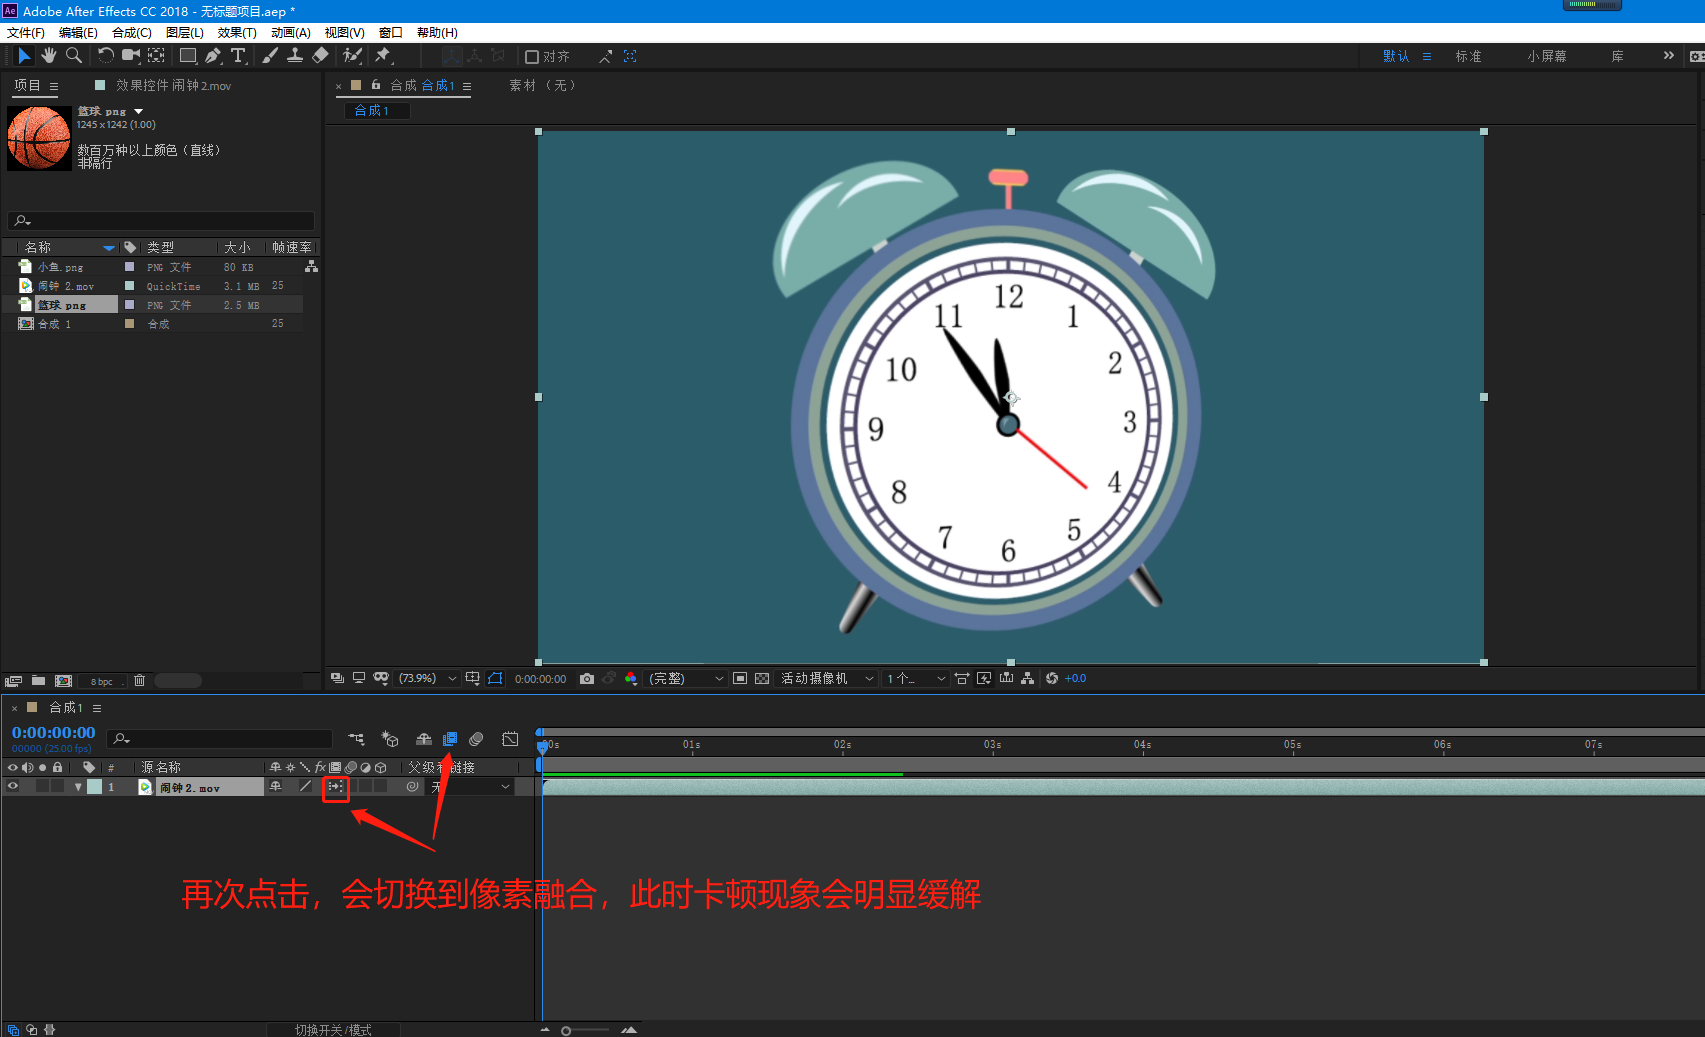 Ae Adobe After Effects CC 2018 - 无标题项目.aep *
文件(F) 编辑(E) 合成(C) 图层(L) 效果(T) 动画(A) 视图(V) 窗口 帮助(H)
对齐 默认 标准 小屏幕 库 »
项目 效果控件 闹钟 2.mov
× 合成 合成 1 素材 (无)
合成 1
篮球.png
1245 x 1242 (1.00)
数百万种以上颜色 (直线)
非隔行
名称 类型 大小 帧速率
小鱼.png PNG 文件 80 KB
闹钟 2.mov QuickTime 3.1 MB 25
篮球.png PNG 文件 2.5 MB
合成 1 合成 25
12
11 1
10 2
9 3
8 4
7 5
6
8 bpc
(73.9%) 0:00:00:00 (完整) 活动摄像机 1 个... +0.0
× 合成 1
0:00:00:00
00000 (25.00 fps)
:00s 01s 02s 03s 04s 05s 06s 07s
# 源名称 fx 父级和链接
1 闹钟 2.mov 无
再次点击，会切换到像素融合，此时卡顿现象会明显缓解
切换开关/模式